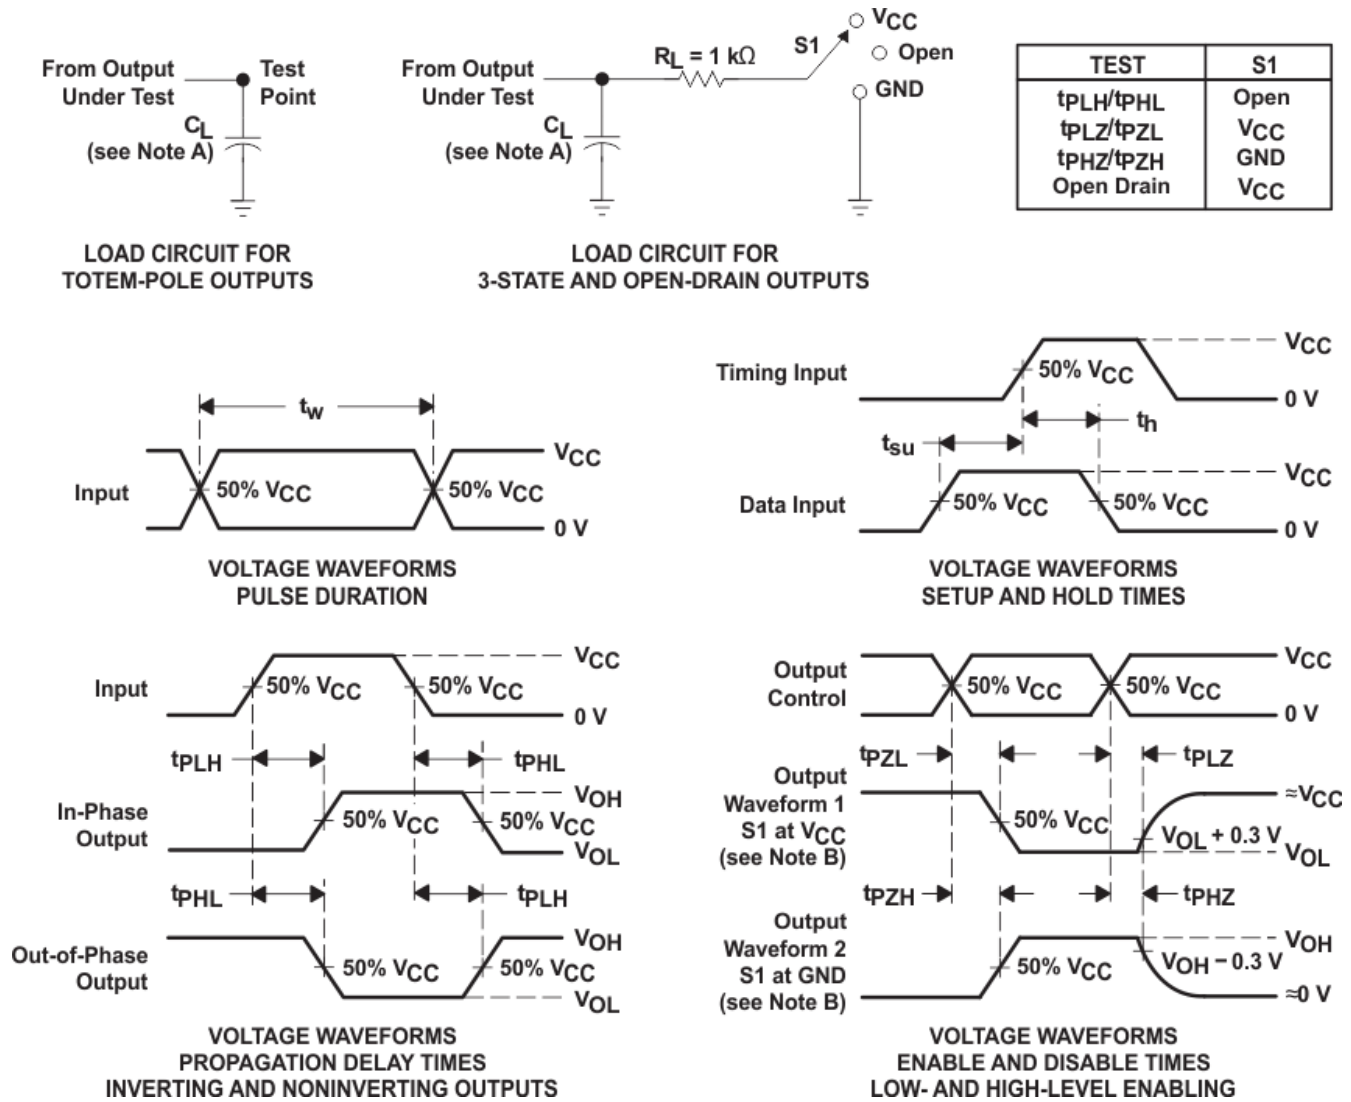 From Output
Under Test
Test
Point
CL
(see Note A)
LOAD CIRCUIT FOR
TOTEM-POLE OUTPUTS
From Output
Under Test
RL = 1 kΩ
S1
VCC
Open
GND
CL
(see Note A)
LOAD CIRCUIT FOR
3-STATE AND OPEN-DRAIN OUTPUTS
TEST S1
tPLH/tPHL Open
tPLZ/tPZL VCC
tPHZ/tPZH GND
Open Drain VCC
tw
Input
VCC
50% VCC
50% VCC
0 V
VOLTAGE WAVEFORMS
PULSE DURATION
Timing Input
VCC
50% VCC
0 V
th
tsu
Data Input
VCC
50% VCC
50% VCC
0 V
VOLTAGE WAVEFORMS
SETUP AND HOLD TIMES
Input
VCC
50% VCC
50% VCC
0 V
tPLH
tPHL
In-Phase
Output
VOH
50% VCC
50% VCC
VOL
tPHL
tPLH
Out-of-Phase
Output
VOH
50% VCC
50% VCC
VOL
VOLTAGE WAVEFORMS
PROPAGATION DELAY TIMES
INVERTING AND NONINVERTING OUTPUTS
Output
Control
VCC
50% VCC
50% VCC
0 V
tPZL
tPLZ
Output
Waveform 1
S1 at VCC
(see Note B)
≈VCC
50% VCC
VOL + 0.3 V
VOL
tPZH
tPHZ
Output
Waveform 2
S1 at GND
(see Note B)
VOH
50% VCC
VOH − 0.3 V
≈0 V
VOLTAGE WAVEFORMS
ENABLE AND DISABLE TIMES
LOW- AND HIGH-LEVEL ENABLING